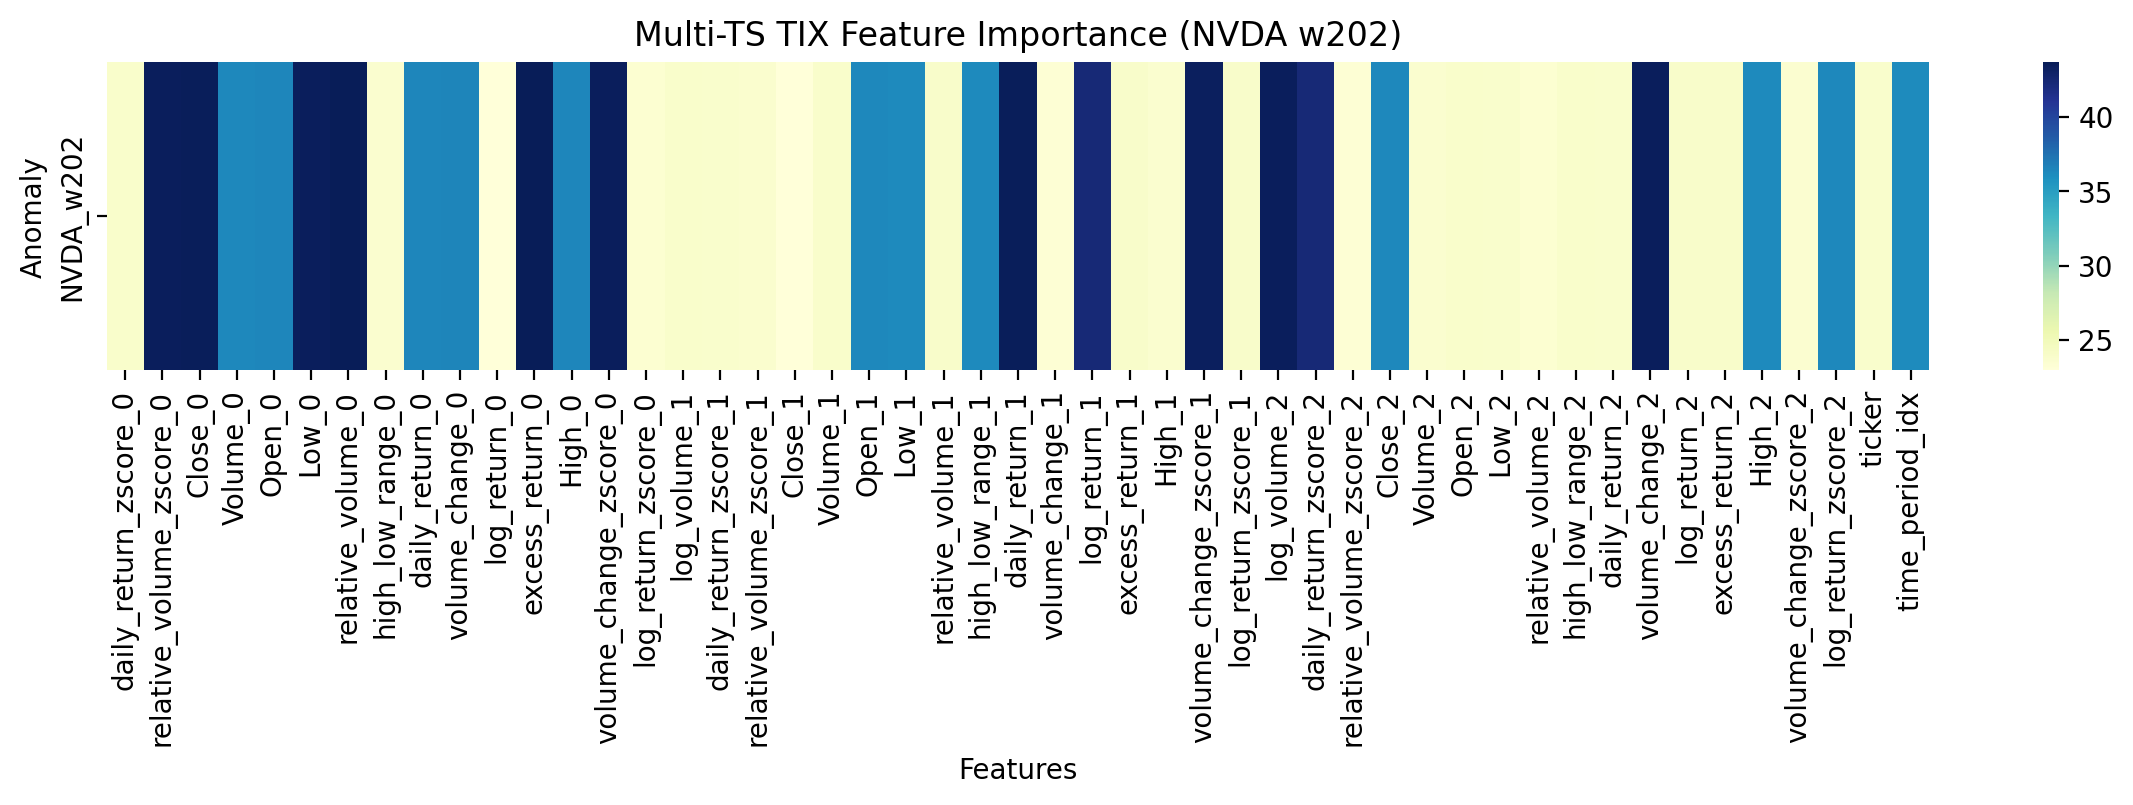 Multi-TS TIX Feature Importance (NVDA w202)
Anomaly
NVDA_w202
40
35
30
25
daily_return_zscore_0
relative_volume_zscore_0
Close_0
Volume_0
Open_0
Low_0
relative_volume_0
high_low_range_0
daily_return_0
volume_change_0
log_return_0
excess_return_0
High_0
volume_change_zscore_0
log_return_zscore_0
log_volume_1
daily_return_zscore_1
relative_volume_zscore_1
Close_1
Volume_1
Open_1
Low_1
relative_volume_1
high_low_range_1
daily_return_1
volume_change_1
log_return_1
excess_return_1
High_1
volume_change_zscore_1
log_return_zscore_1
log_volume_2
daily_return_zscore_2
relative_volume_zscore_2
Close_2
Volume_2
Open_2
Low_2
relative_volume_2
high_low_range_2
daily_return_2
volume_change_2
log_return_2
excess_return_2
High_2
volume_change_zscore_2
log_return_zscore_2
ticker
time_period_idx
Features